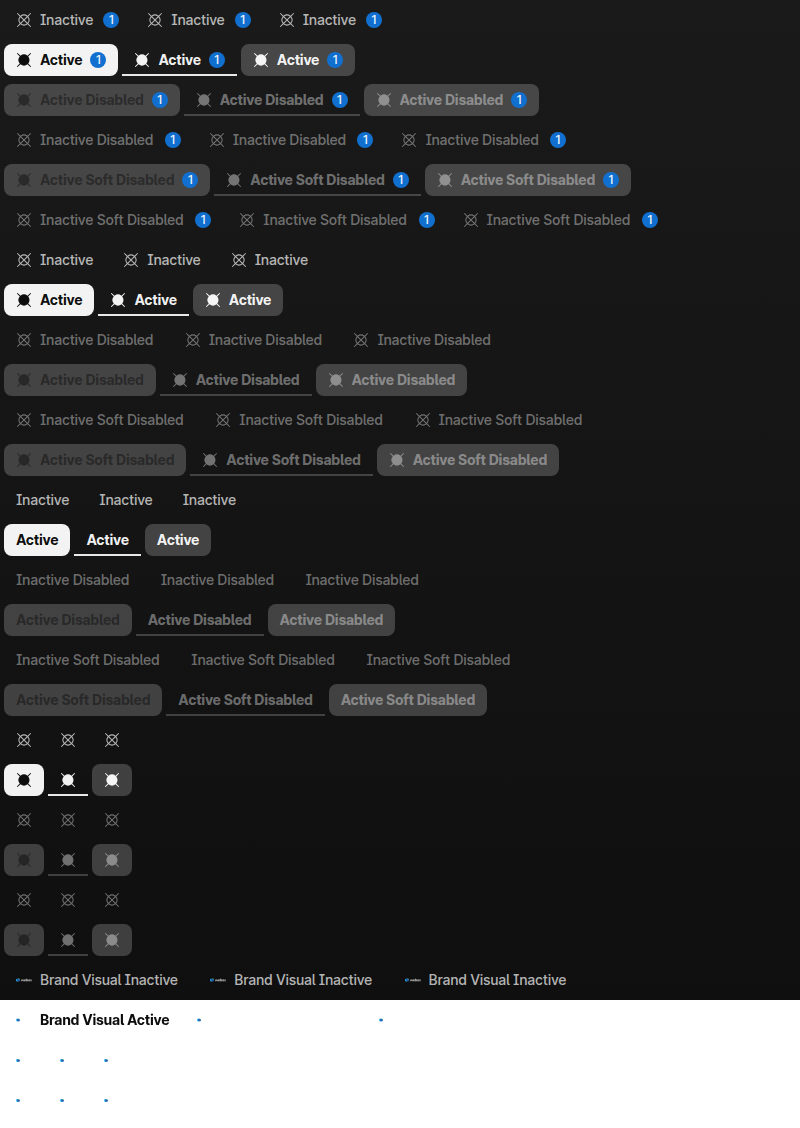 Inactive 1 Inactive 1 Inactive 1
Active 1 Active 1 Active 1
Active Disabled 1 Active Disabled 1 Active Disabled 1
Inactive Disabled 1 Inactive Disabled 1 Inactive Disabled 1
Active Soft Disabled 1 Active Soft Disabled 1 Active Soft Disabled 1
Inactive Soft Disabled 1 Inactive Soft Disabled 1 Inactive Soft Disabled 1
Inactive Inactive Inactive
Active Active Active
Inactive Disabled Inactive Disabled Inactive Disabled
Active Disabled Active Disabled Active Disabled
Inactive Soft Disabled Inactive Soft Disabled Inactive Soft Disabled
Active Soft Disabled Active Soft Disabled Active Soft Disabled
Inactive Inactive Inactive
Active Active Active
Inactive Disabled Inactive Disabled Inactive Disabled
Active Disabled Active Disabled Active Disabled
Inactive Soft Disabled Inactive Soft Disabled Inactive Soft Disabled
Active Soft Disabled Active Soft Disabled Active Soft Disabled
Brand Visual Inactive Brand Visual Inactive Brand Visual Inactive
Brand Visual Active